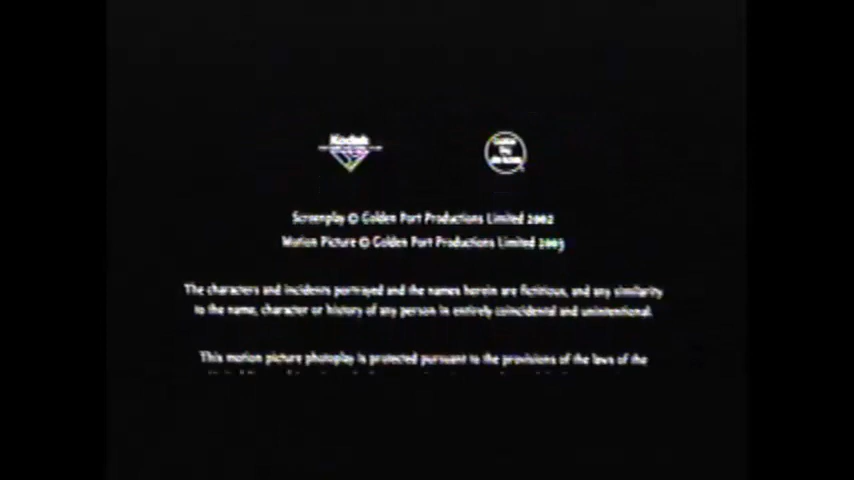 Kodak
Screenplay © Golden Port Productions Limited 2002
Motion Picture © Golden Port Productions Limited 2003
The characters and incidents portrayed and the names herein are fictitious, and any similarity
to the name, character or history of any person in entirely coincidental and unintentional.
This motion picture photoplay is protected pursuant to the provisions of the laws of the